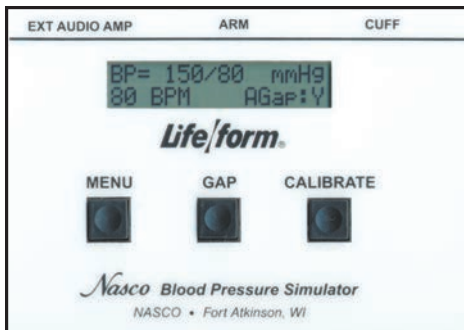 EXT AUDIO AMP ARM CUFF
BP= 150/80 mmHg
80 BPM AGap:Y
Life/form®
MENU GAP CALIBRATE
Nasco Blood Pressure Simulator
NASCO • Fort Atkinson, WI